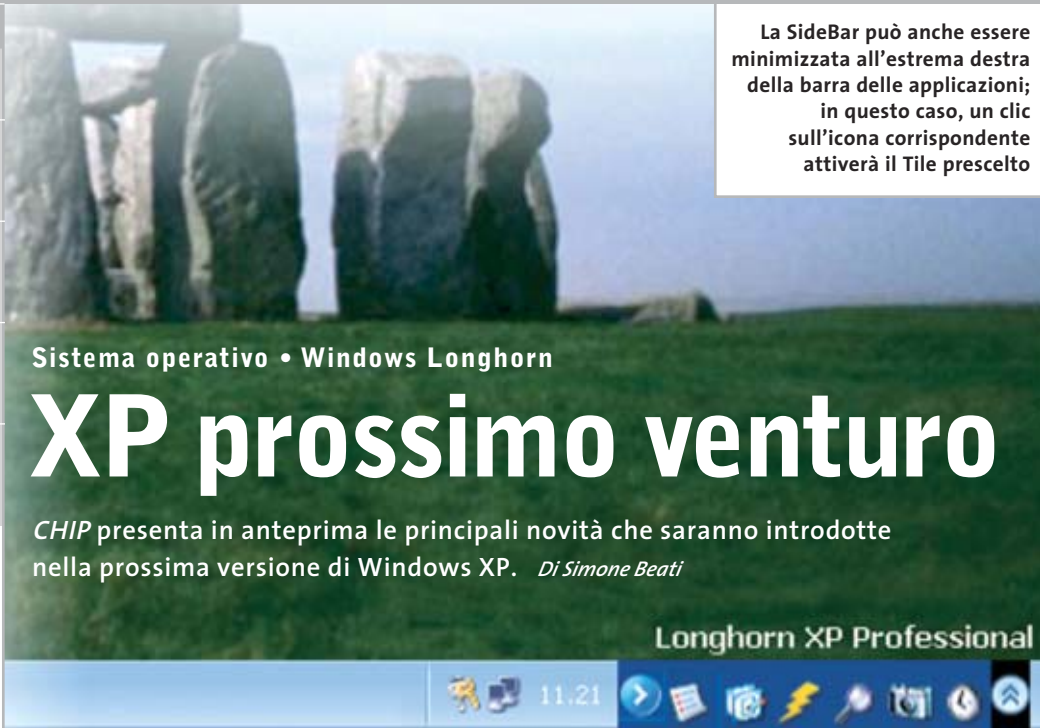 La SideBar può anche essere
minimizzata all'estrema destra
della barra delle applicazioni;
in questo caso, un clic
sull'icona corrispondente
attiverà il Tile prescelto
Sistema operativo • Windows Longhorn
XP prossimo venturo
CHIP presenta in anteprima le principali novità che saranno introdotte
nella prossima versione di Windows XP. Di Simone Beati
Longhorn XP Professional
11.21